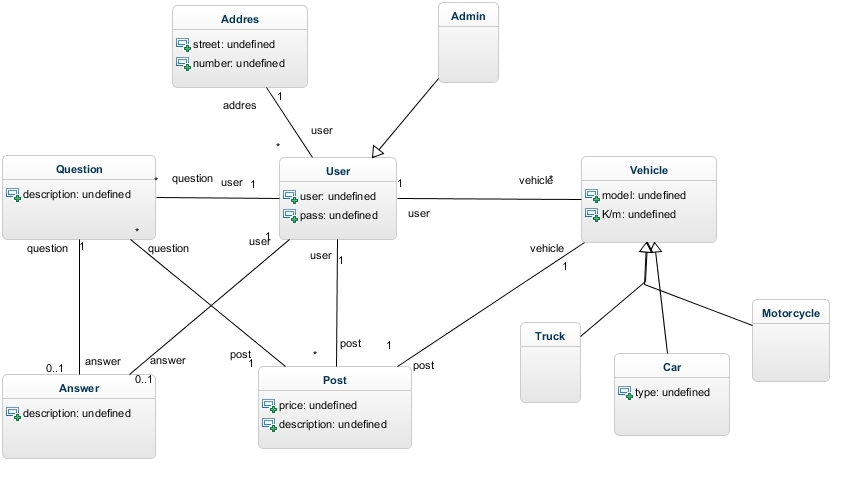 Addres
street: undefined
number: undefined
Admin
1
addres
user
*
Question
description: undefined
*
question
user
1
User
user: undefined
pass: undefined
1
user
vehicle
*
Vehicle
model: undefined
K/m: undefined
question
1
*
question
user
1
user
1
vehicle
1
Truck
Motorcycle
Car
type: undefined
0..1
answer
answer
0..1
post
1
*
post
1
post
Answer
description: undefined
Post
price: undefined
description: undefined